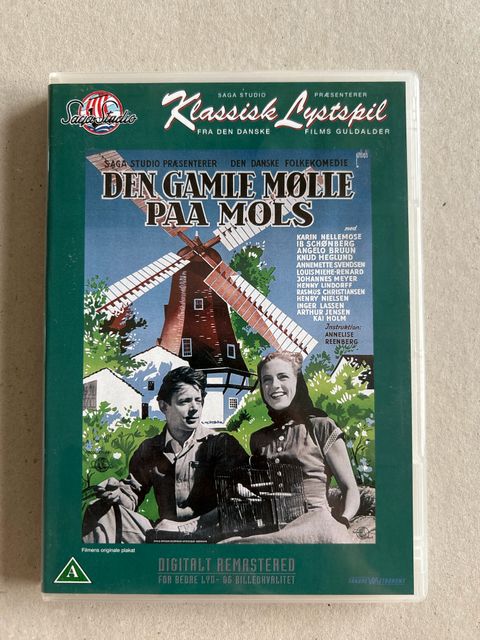 Saga Studio
SAGA STUDIO PRÆSENTERER
Klassisk Lystspil
FRA DEN DANSKE FILMS GULDALDER
SAGA STUDIO PRÆSENTERER DEN DANSKE FOLKEKOMEDIE
DEN GAMLE MØLLE
PAA MOLS
med
KARIN NELLEMOSE
IB SCHØNBERG
ANGELO BRUUN
KNUD HEGLUND
ANNEMETTE SVENDSEN
LOUIS MIEHE-RENARD
JOHANNES MEYER
HENNY LINDORFF
RASMUS CHRISTIANSEN
HENRY NIELSEN
INGER LASSEN
ARTHUR JENSEN
KAI HOLM
Instruktion:
ANNELISE
REENBERG
Filmens originale plakat
A
DIGITALT REMASTERED
FOR BEDRE LYD- OG BILLEDKVALITET